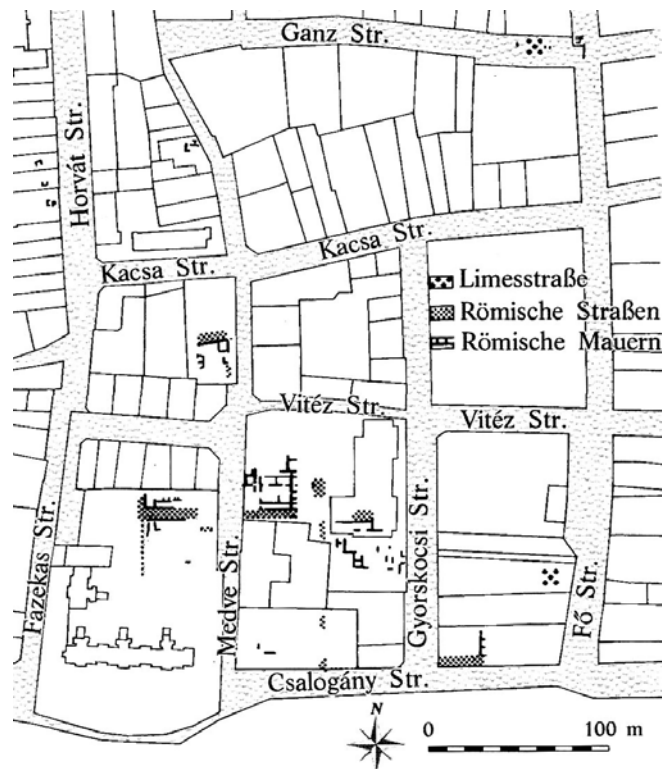 Ganz Str.
Horvát Str.
Kacsa Str.
Kacsa Str.
Limesstraße
Römische Straßen
Römische Mauern
Vitéz Str.
Vitéz Str.
Fazekas Str.
Medve Str.
Gyorskocsi Str.
Fő Str.
Csalogány Str.
N
0 100 m